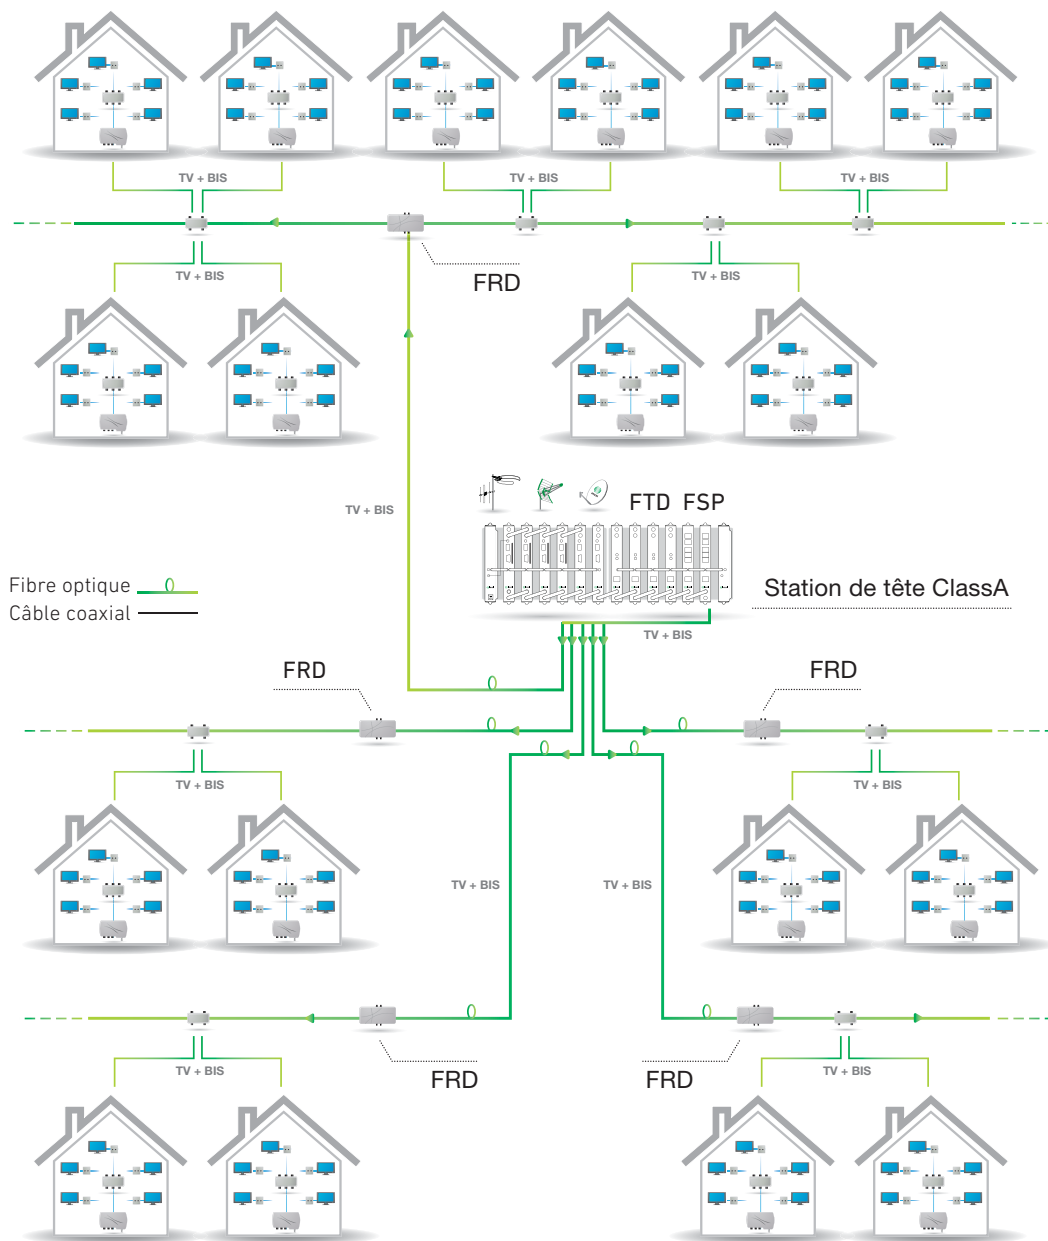 TV + BIS
TV + BIS
TV + BIS
FRD
TV + BIS
TV + BIS
TV + BIS
FTD FSP
Fibre optique
Câble coaxial
Station de tête ClassA
TV + BIS
FRD
FRD
TV + BIS
TV + BIS
TV + BIS
TV + BIS
FRD
FRD
TV + BIS
TV + BIS